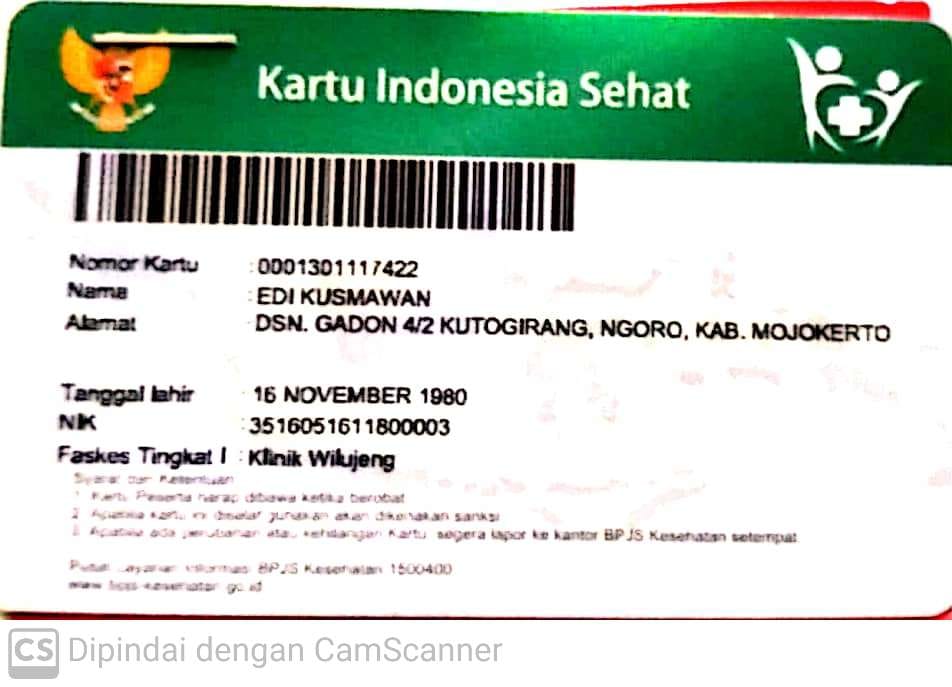 Kartu Indonesia Sehat
Nomor Kartu : 0001301117422
Nama : EDI KUSMAWAN
Alamat : DSN. GADON 4/2 KUTOGIRANG, NGORO, KAB. MOJOKERTO
Tanggal lahir : 16 NOVEMBER 1980
NIK : 3516051611800003
Faskes Tingkat I : Klinik Wilujeng
Syarat dan Ketentuan
1. Kartu Peserta harap dibawa ketika berobat
2. Apabila kartu ini disalah gunakan akan dikenakan sanksi
3. Apabila ada perubahan atau kehilangan Kartu, segera lapor ke kantor BPJS Kesehatan setempat
Pusat Layanan Informasi BPJS Kesehatan 1500400
www.bpjs-kesehatan.go.id
CS Dipindai dengan CamScanner